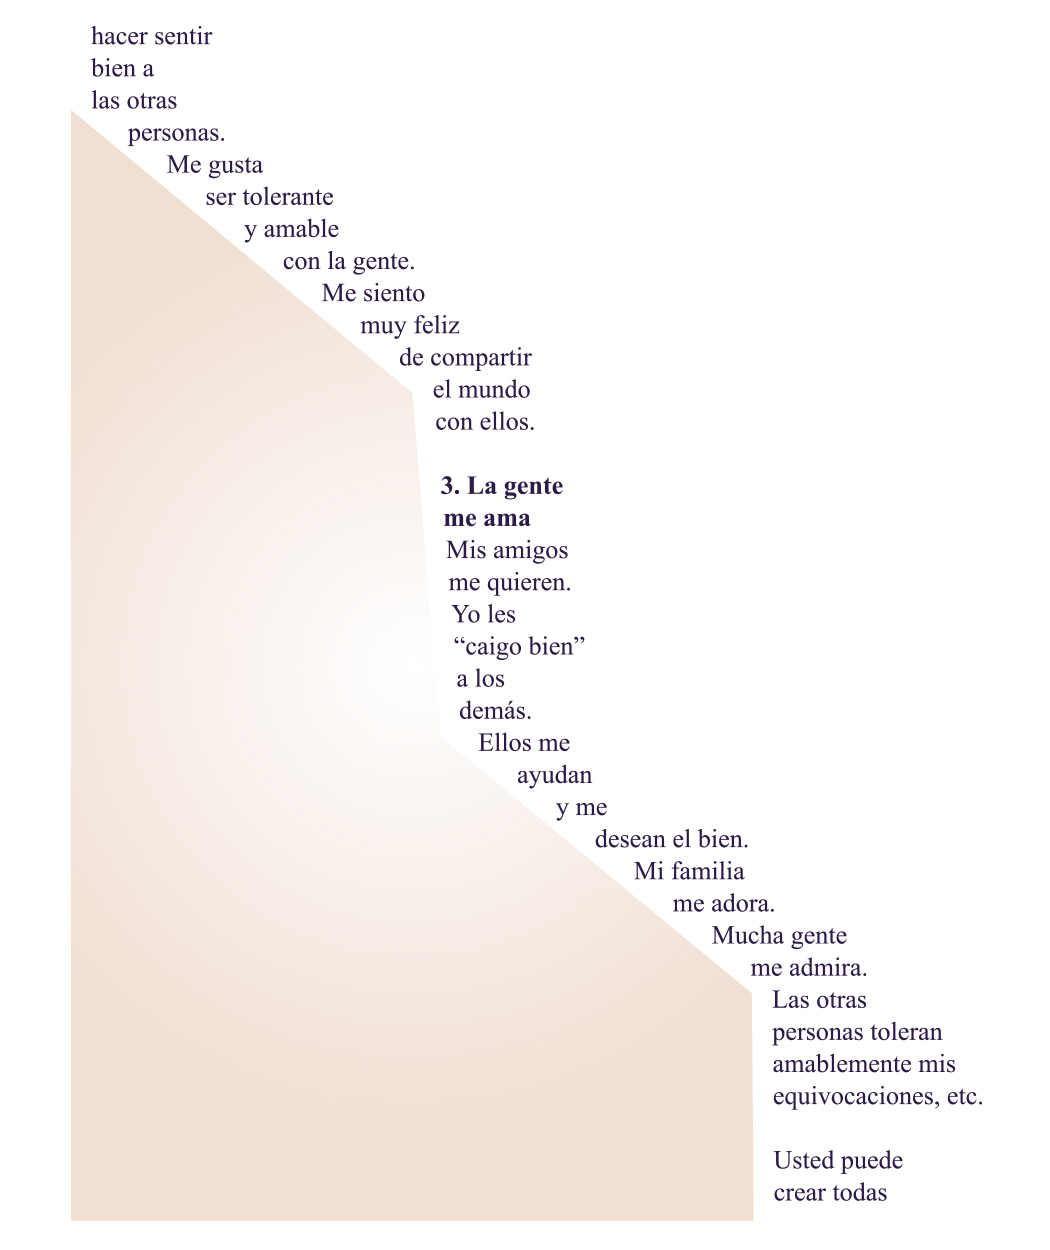 hacer sentir
bien a
las otras
personas.
Me gusta
ser tolerante
y amable
con la gente.
Me siento
muy feliz
de compartir
el mundo
con ellos.
3. La gente
me ama
Mis amigos
me quieren.
Yo les
“caigo bien”
a los
demás.
Ellos me
ayudan
y me
desean el bien.
Mi familia
me adora.
Mucha gente
me admira.
Las otras
personas toleran
amablemente mis
equivocaciones, etc.
Usted puede
crear todas